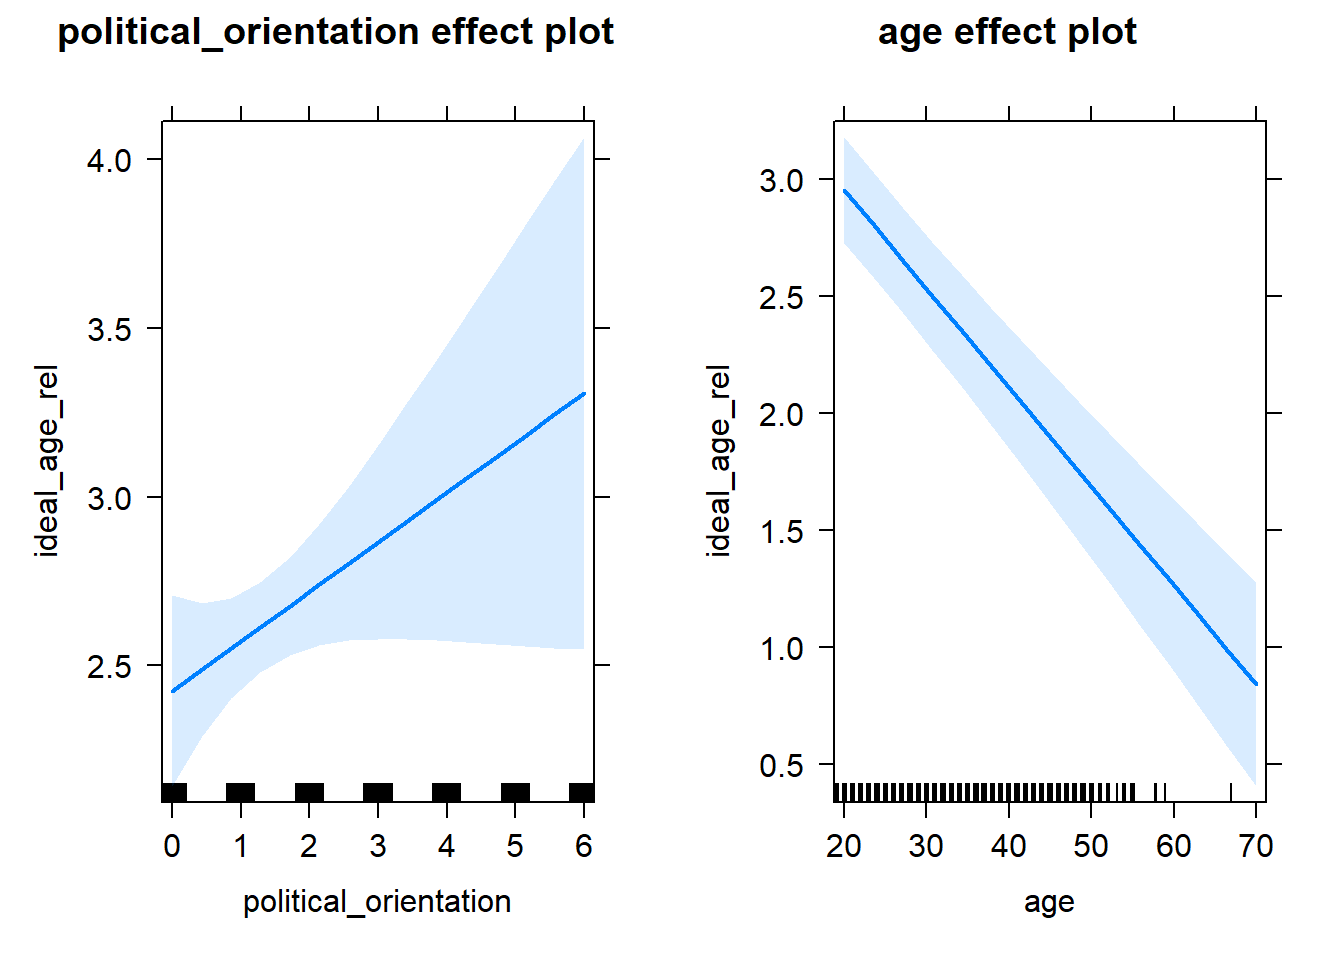 political_orientation effect plot
ideal_age_rel
4.0
3.5
3.0
2.5
0 1 2 3 4 5 6
political_orientation
age effect plot
ideal_age_rel
3.0
2.5
2.0
1.5
1.0
0.5
20 30 40 50 60 70
age